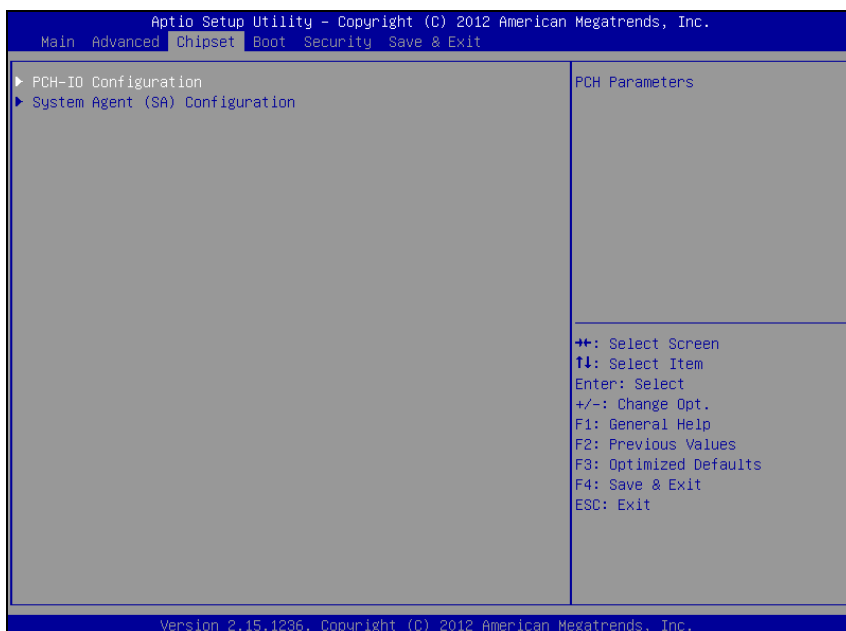 Aptio Setup Utility – Copyright (C) 2012 American Megatrends, Inc.
Main Advanced Chipset Boot Security Save & Exit
PCH-IO Configuration
System Agent (SA) Configuration
PCH Parameters
→←: Select Screen
↑↓: Select Item
Enter: Select
+/-: Change Opt.
F1: General Help
F2: Previous Values
F3: Optimized Defaults
F4: Save & Exit
ESC: Exit
Version 2.15.1236. Copyright (C) 2012 American Megatrends, Inc.